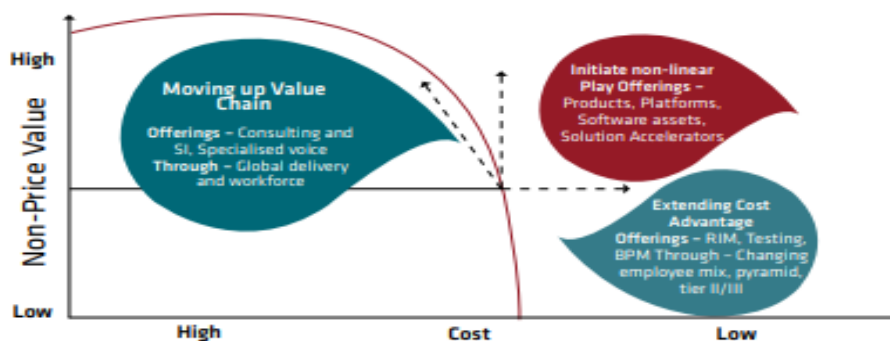 High
Non-Price Value
Low
Moving up Value
Chain
Offerings – Consulting and
SI, Specialised voice
Through – Global delivery
and workforce
Initiate non-linear
Play Offerings –
Products, Platforms,
Software assets,
Solution Accelerators
Extending Cost
Advantage
Offerings – RIM, Testing,
BPM Through – Changing
employee mix, pyramid,
tier II/III
High
Cost
Low